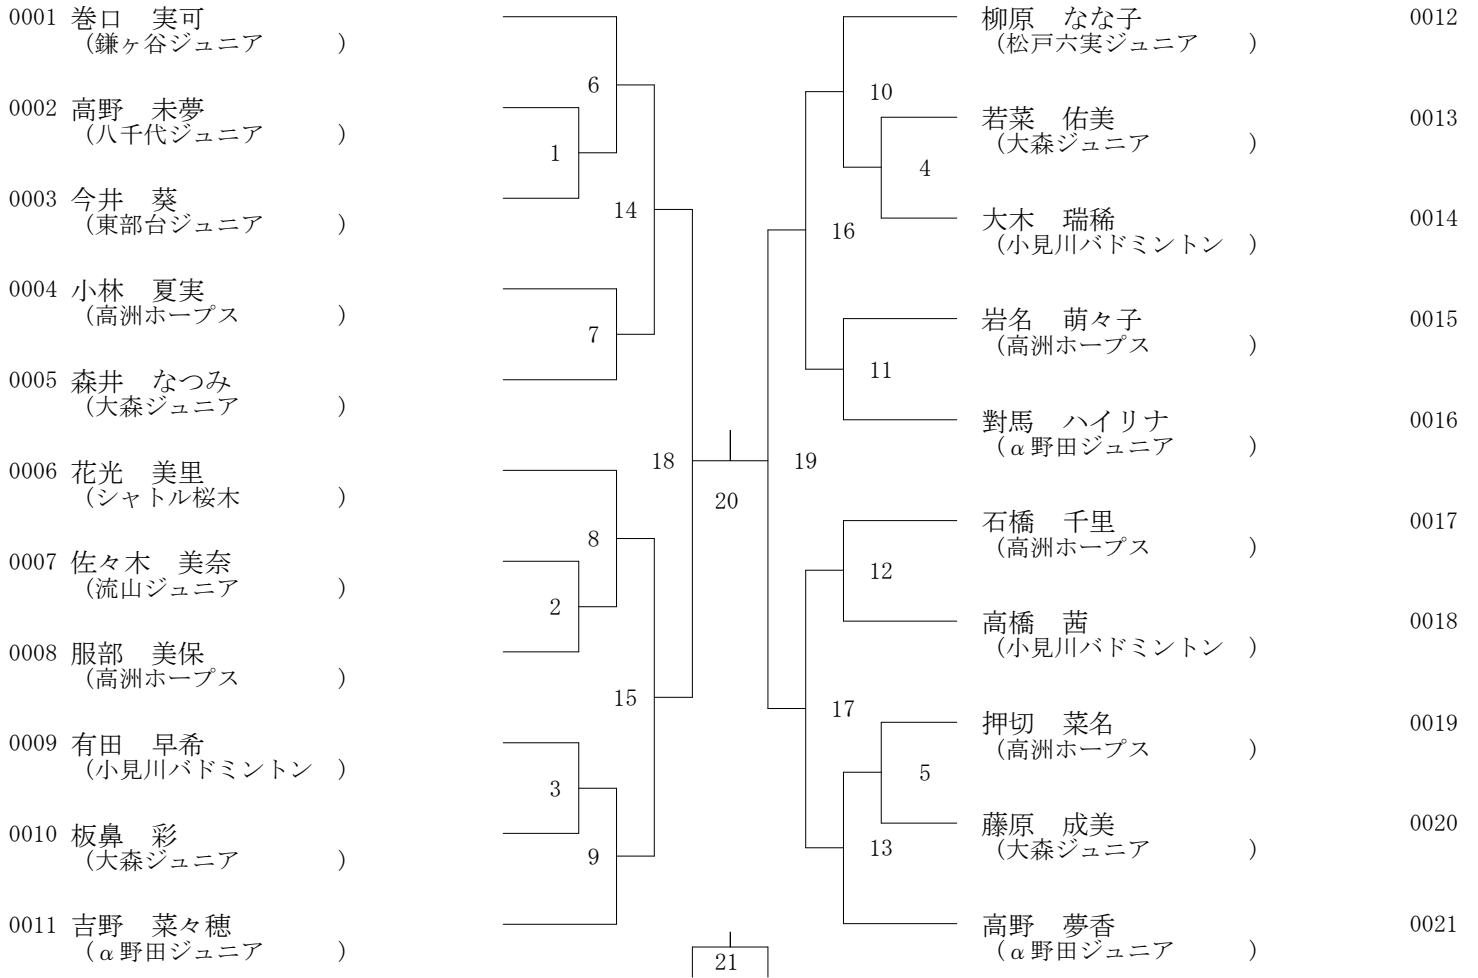 0001 巻口　実可
（鎌ヶ谷ジュニア　　　）
6
0002 高野　未夢
（八千代ジュニア　　　）
1
0003 今井　葵
（東部台ジュニア　　　）
14
0004 小林　夏実
（高洲ホープス　　　　）
7
0005 森井　なつみ
（大森ジュニア　　　　）
18
0006 花光　美里
（シャトル桜木　　　　）
8
0007 佐々木　美奈
（流山ジュニア　　　　）
2
0008 服部　美保
（高洲ホープス　　　　）
15
0009 有田　早希
（小見川バドミントン　）
3
0010 板鼻　彩
（大森ジュニア　　　　）
9
0011 吉野　菜々穂
（α野田ジュニア　　　）
20
21
柳原　なな子 0012
（松戸六実ジュニア　　）
10
若菜　佑美 0013
（大森ジュニア　　　　）
4
大木　瑞稀 0014
（小見川バドミントン　）
16
岩名　萌々子 0015
（高洲ホープス　　　　）
11
對馬　ハイリナ 0016
（α野田ジュニア　　　）
19
石橋　千里 0017
（高洲ホープス　　　　）
12
高橋　茜 0018
（小見川バドミントン　）
17
押切　菜名 0019
（高洲ホープス　　　　）
5
藤原　成美 0020
（大森ジュニア　　　　）
13
高野　夢香 0021
（α野田ジュニア　　　）